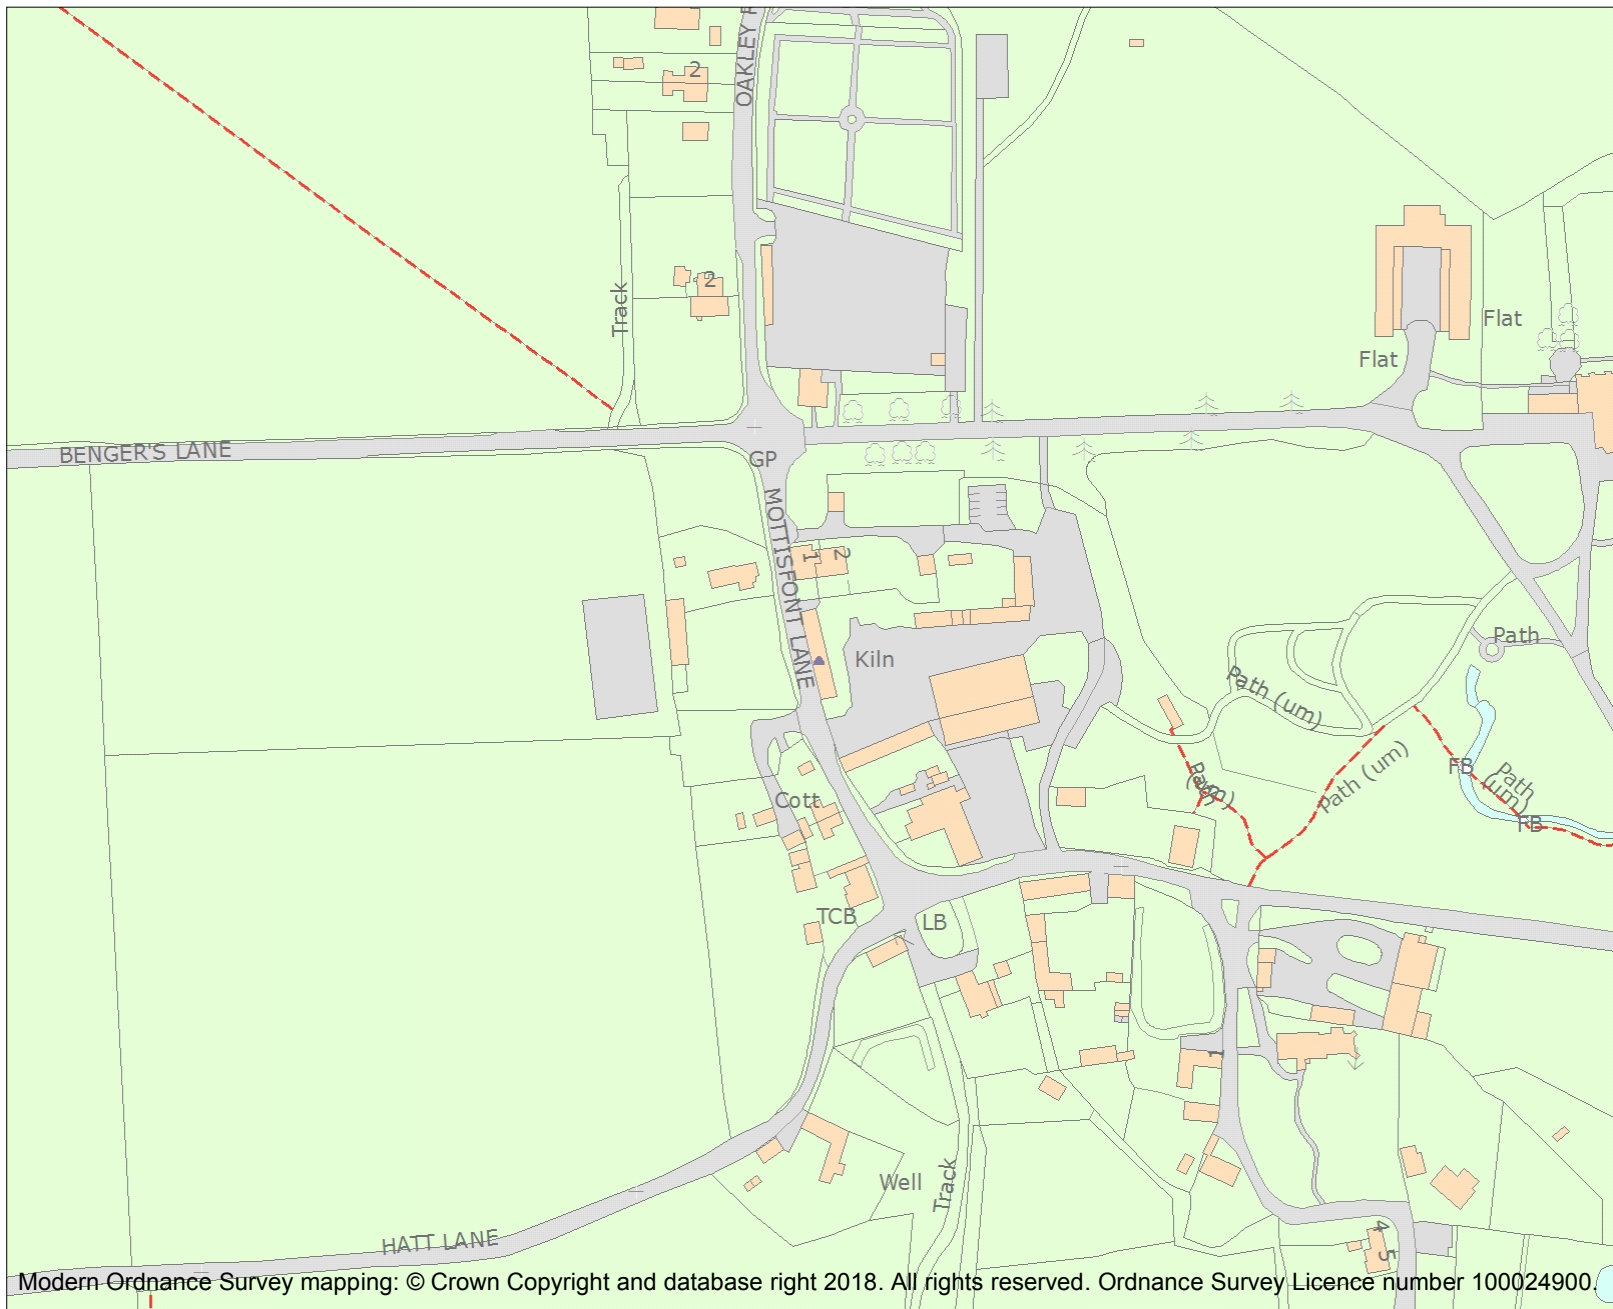 OAKLEY
2
2
Track
Flat
Flat
BENGER'S LANE
GP
MOTTISFONT LANE
1
2
Kiln
Path
Path (um)
Path (um)
FB
Path
(um)
FB
(um)
Cott
TCB
LB
1
Well
Track
HATT LANE
4
5
Modern Ordnance Survey mapping: © Crown Copyright and database right 2018. All rights reserved. Ordnance Survey Licence number 100024900.